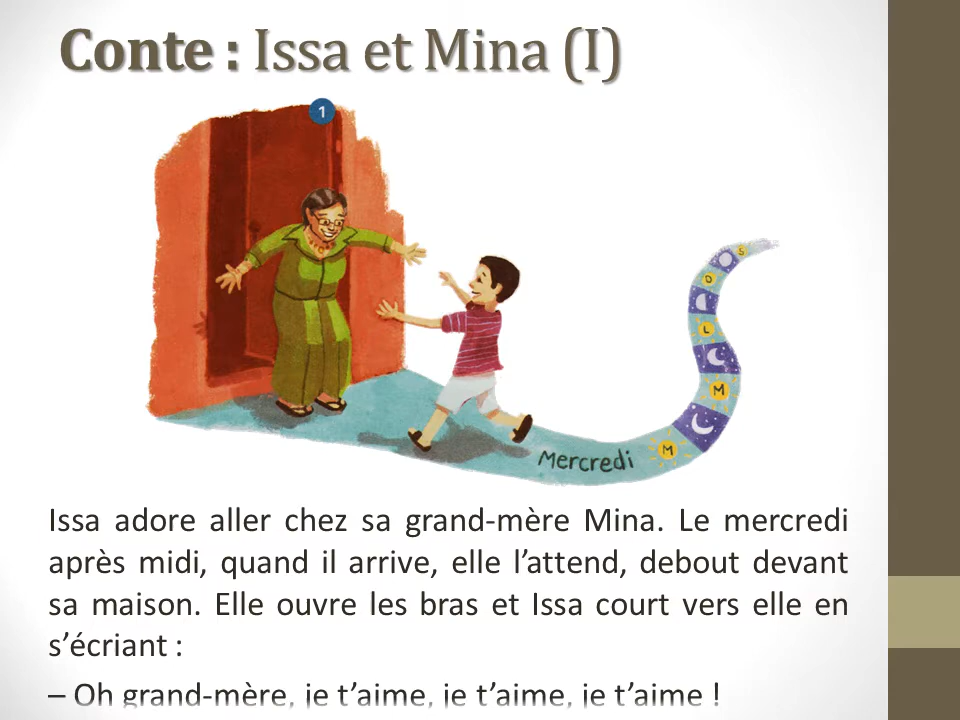 Conte : Issa et Mina (I)
1
S
D
L
M
M
Mercredi
Issa adore aller chez sa grand-mère Mina. Le mercredi
après midi, quand il arrive, elle l’attend, debout devant
sa maison. Elle ouvre les bras et Issa court vers elle en
s’écriant :
– Oh grand-mère, je t’aime, je t’aime, je t’aime !